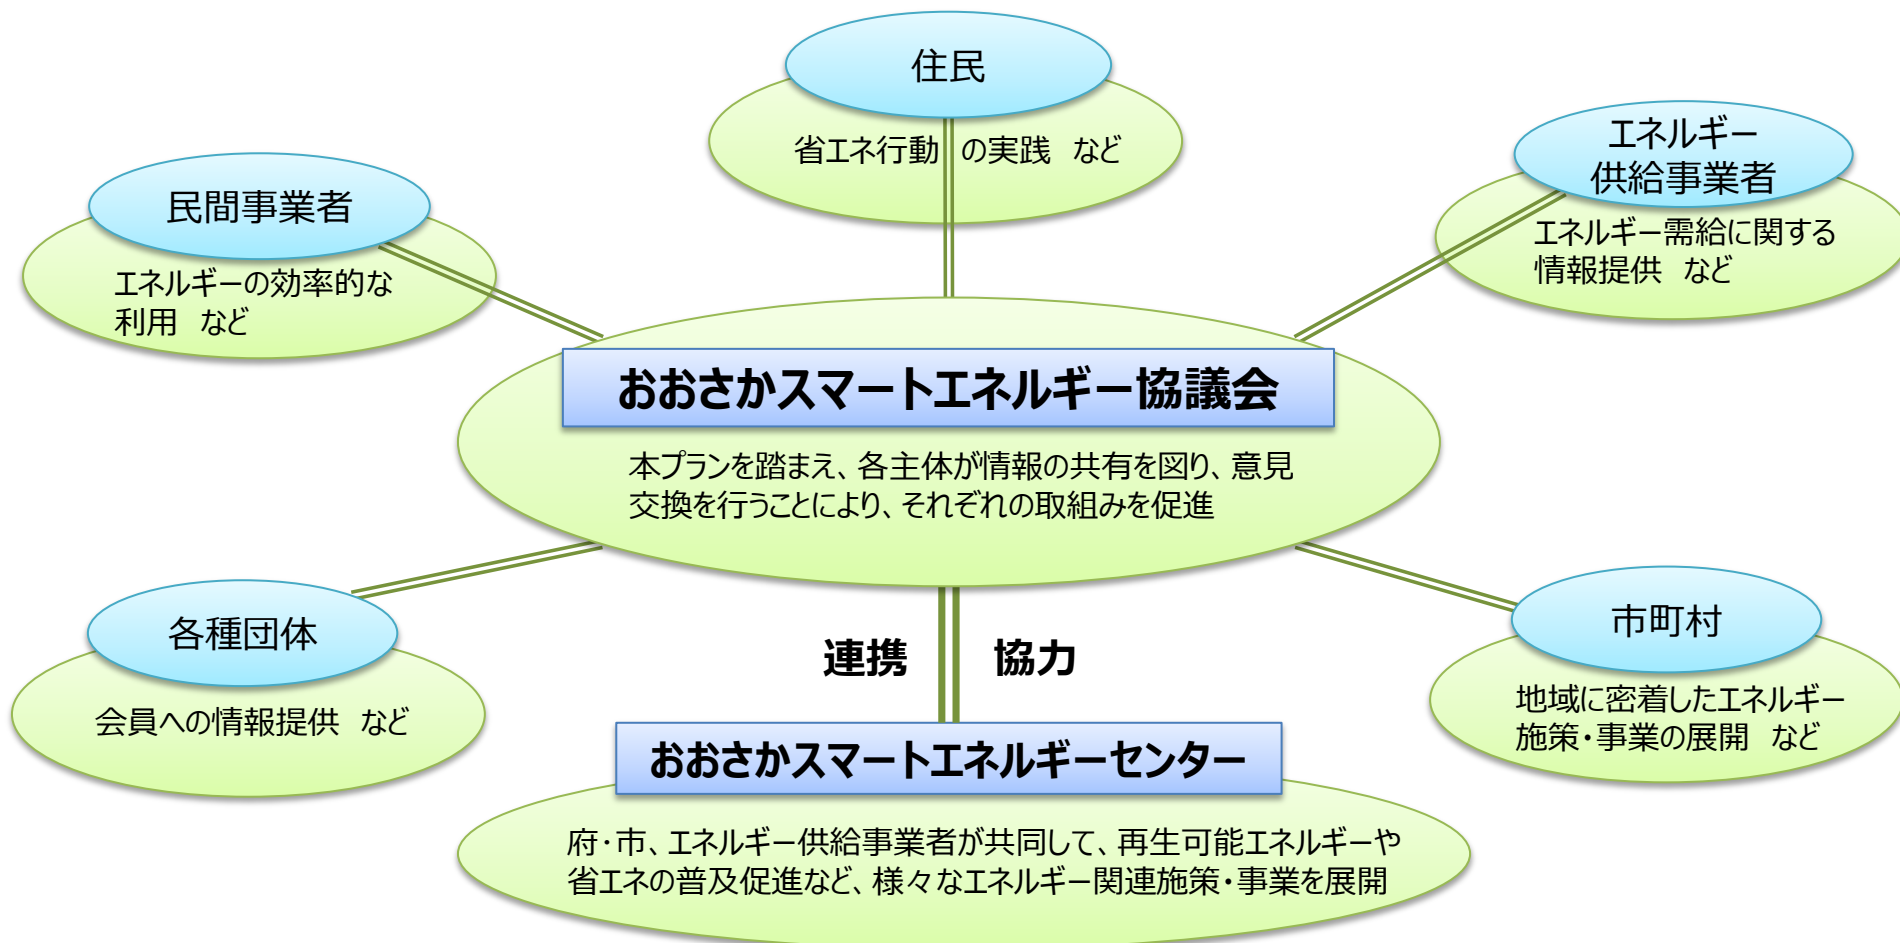 住民
省エネ行動 の実践 など
エネルギー
供給事業者
エネルギー需給に関する
情報提供 など
民間事業者
エネルギーの効率的な
利用 など
おおさかスマートエネルギー協議会
本プランを踏まえ、各主体が情報の共有を図り、意見
交換を行うことにより、それぞれの取組みを促進
各種団体
会員への情報提供 など
連携 協力
市町村
地域に密着したエネルギー
施策・事業の展開 など
おおさかスマートエネルギーセンター
府・市、エネルギー供給事業者が共同して、再生可能エネルギーや
省エネの普及促進など、様々なエネルギー関連施策・事業を展開